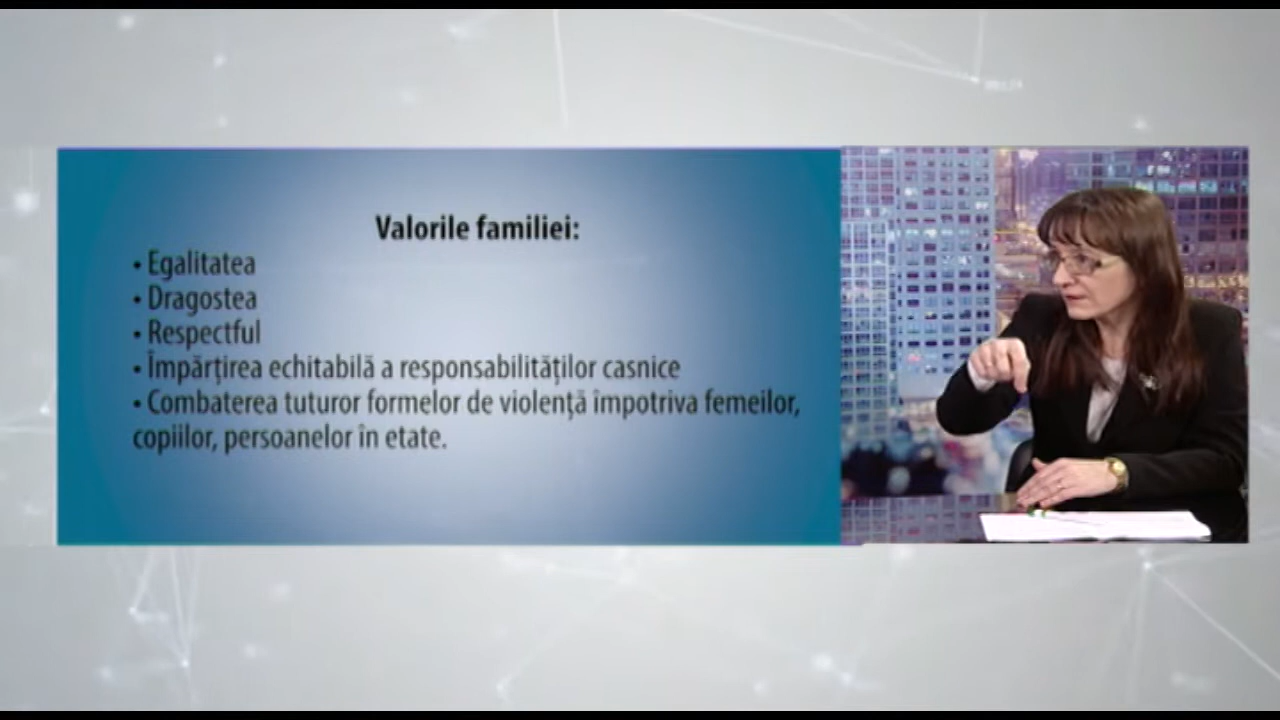 Valorile familiei:
• Egalitatea
• Dragostea
• Respectful
• Împărțirea echitabilă a responsabilităților casnice
• Combaterea tuturor formelor de violență împotriva femeilor,
copiilor, persoanelor în etate.